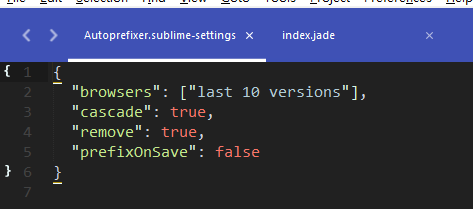 Autoprefixer.sublime-settings × index.jade ×
{ 1 {
2 "browsers": ["last 10 versions"],
3 "cascade": true,
4 "remove": true,
5 "prefixOnSave": false
} 6 }
7